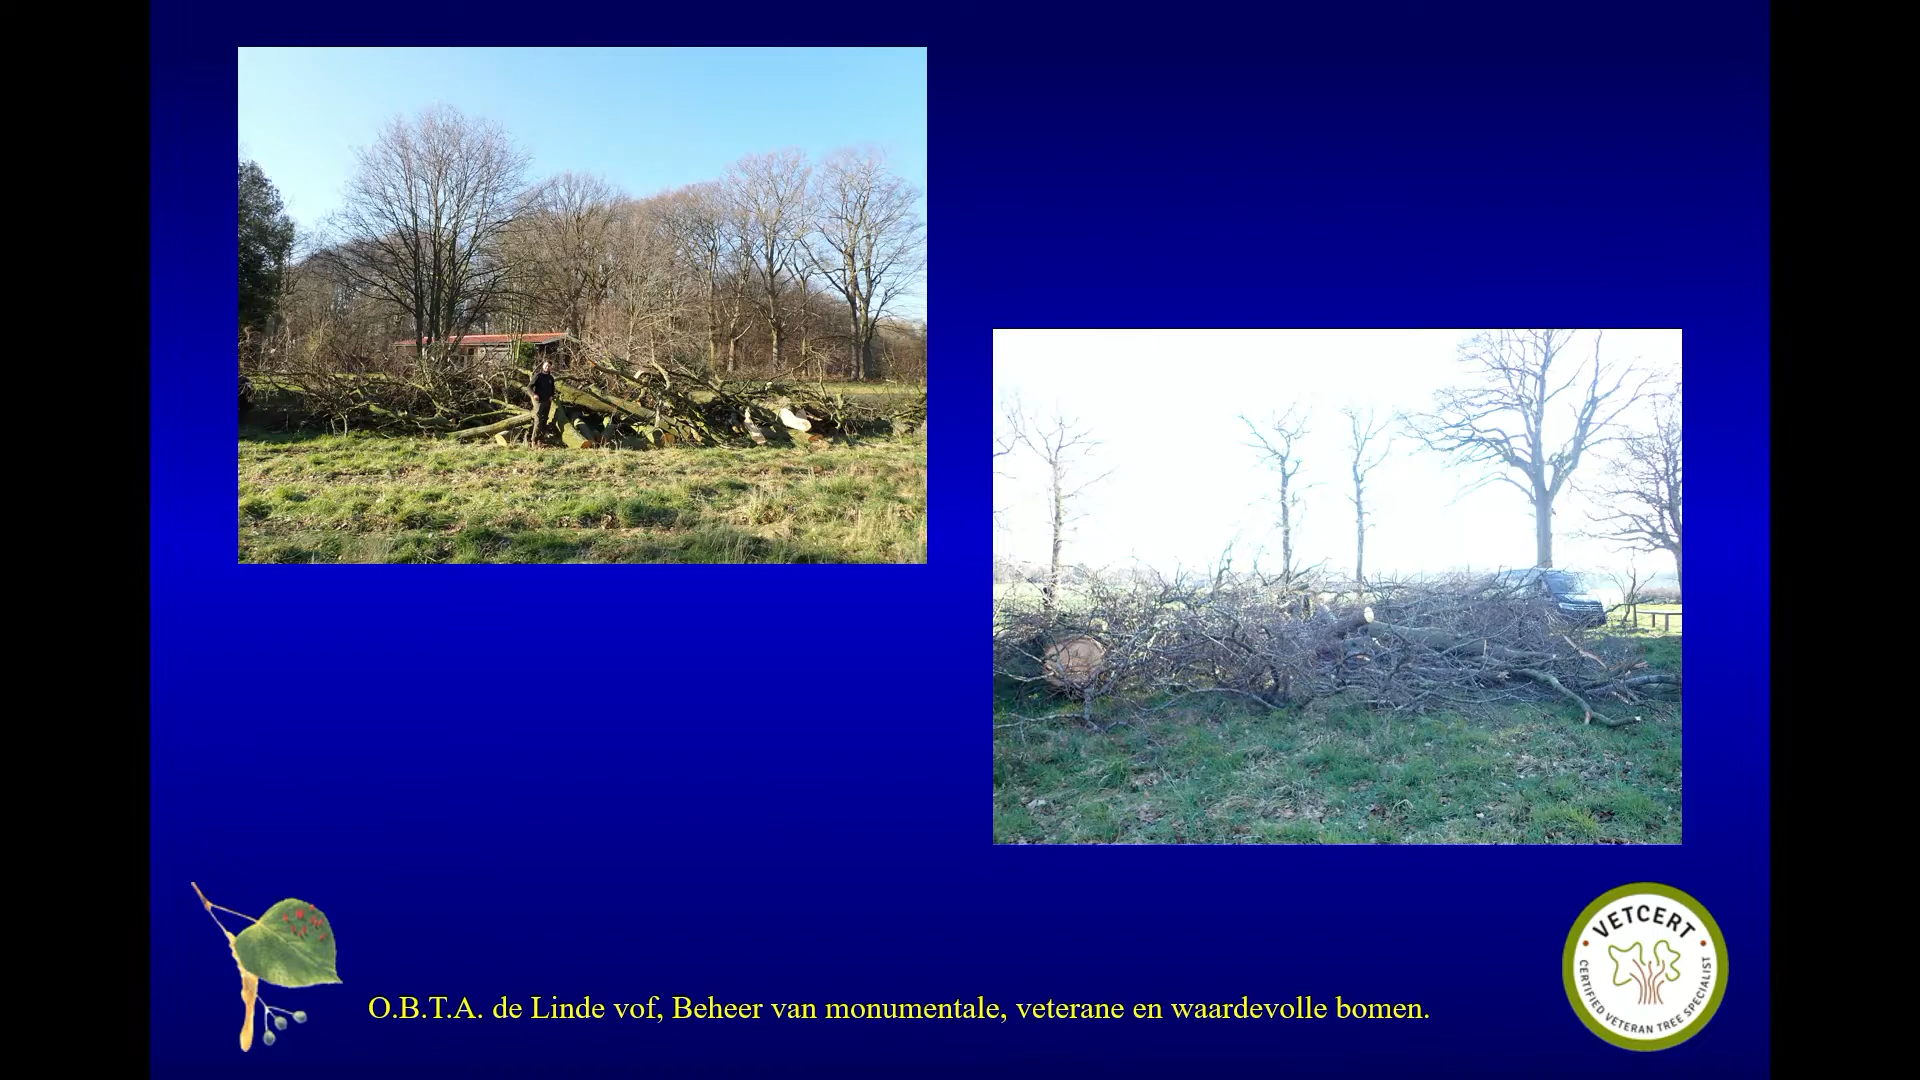 VETCERT
CERTIFIED VETERAN TREE SPECIALIST
O.B.T.A. de Linde vof, Beheer van monumentale, veterane en waardevolle bomen.